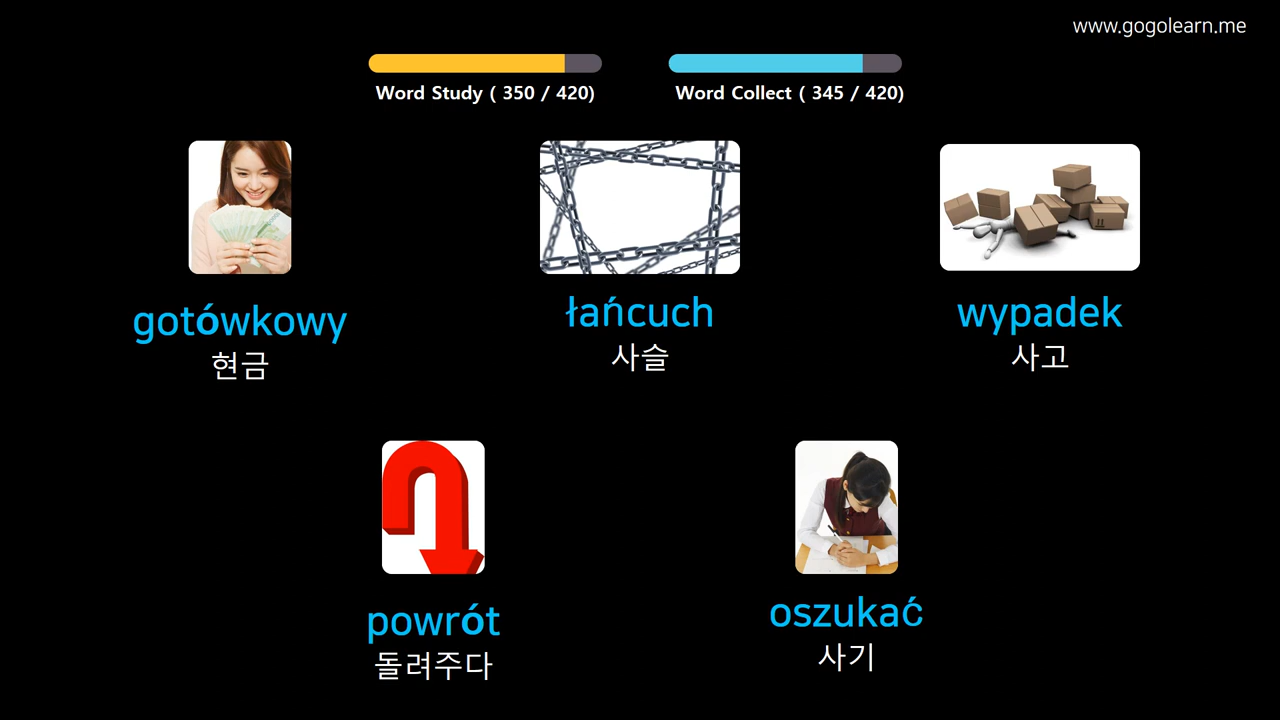 www.gogolearn.me
Word Study ( 350 / 420)
Word Collect ( 345 / 420)
gotówkowy
현금
łańcuch
사슬
wypadek
사고
powrót
돌려주다
oszukać
사기